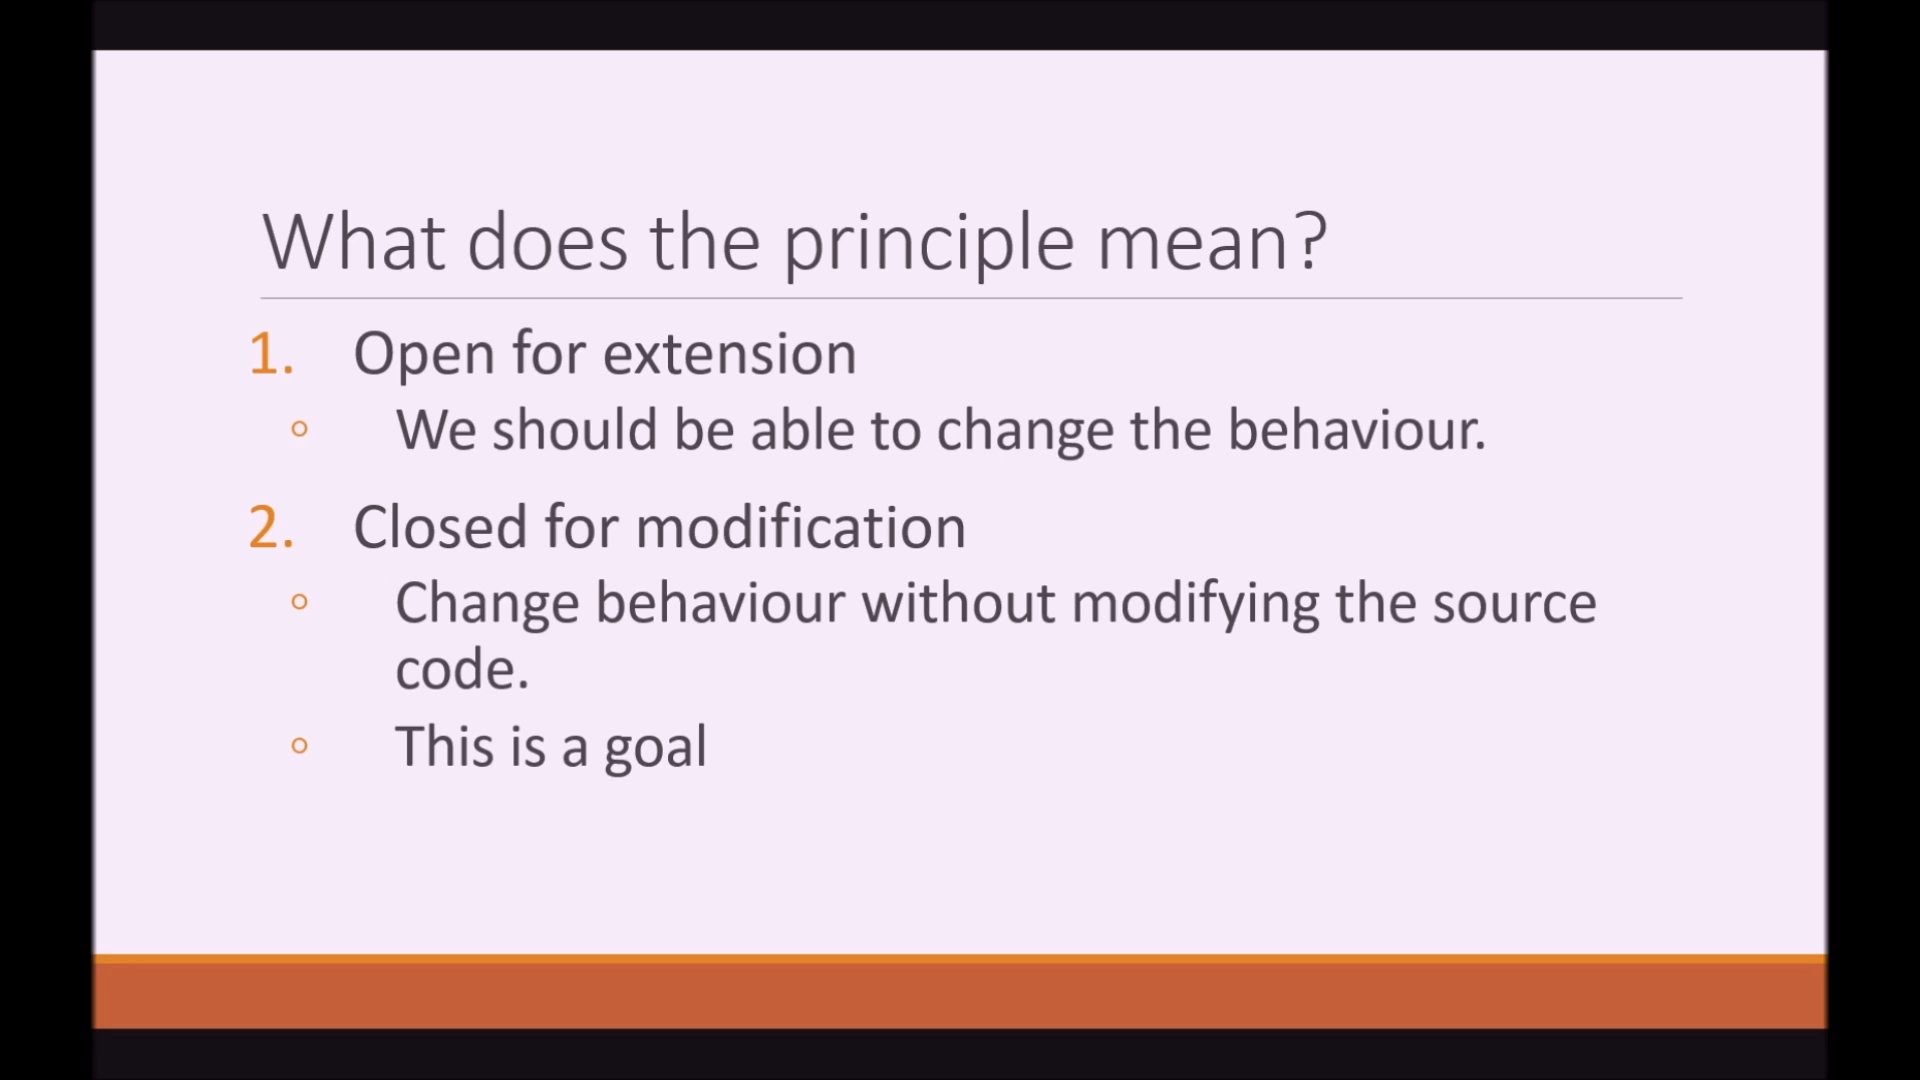 What does the principle mean?
1. Open for extension
◦ We should be able to change the behaviour.
2. Closed for modification
◦ Change behaviour without modifying the source
code.
◦ This is a goal